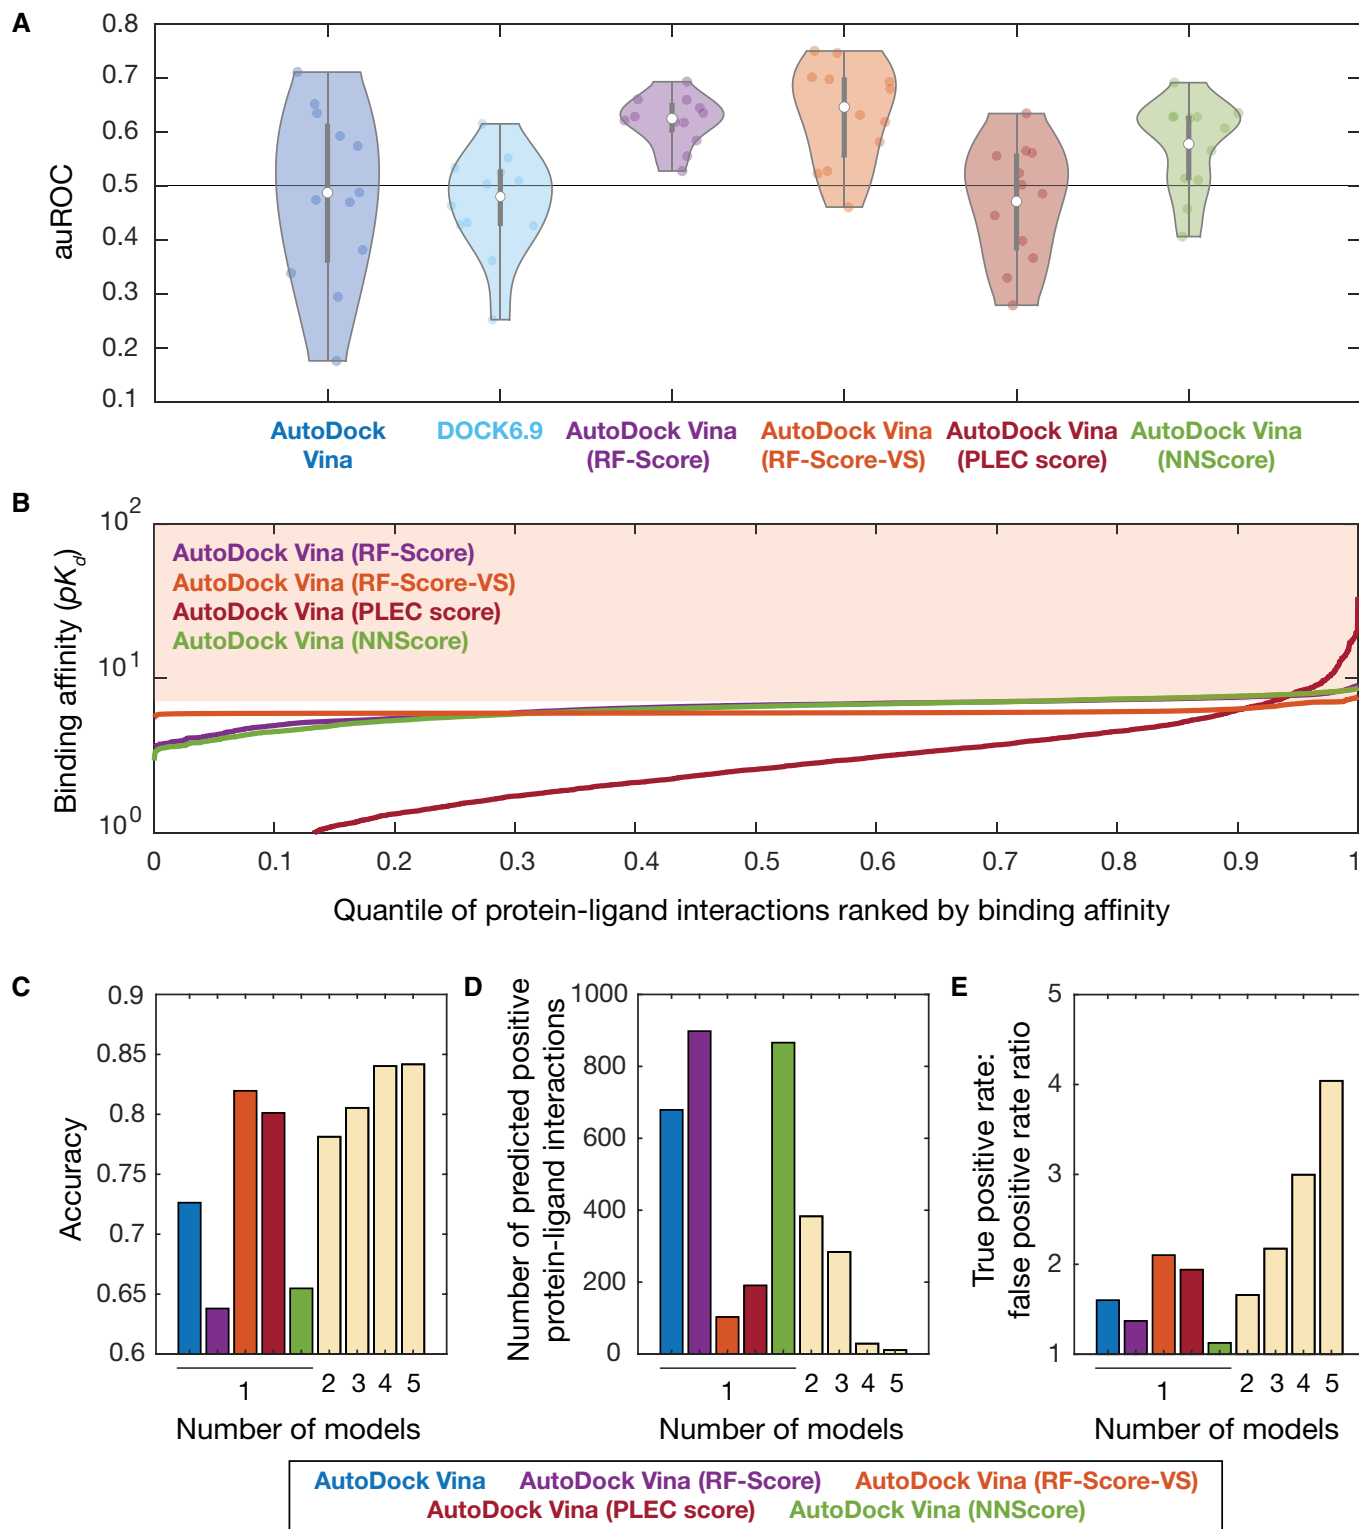 A
0.8
0.7
0.6
0.5
0.4
0.3
0.2
0.1
auROC
AutoDock Vina
DOCK6.9
AutoDock Vina (RF-Score)
AutoDock Vina (RF-Score-VS)
AutoDock Vina (PLEC score)
AutoDock Vina (NNScore)
B
10^2
10^1
10^0
Binding affinity (pK_d)
AutoDock Vina (RF-Score)
AutoDock Vina (RF-Score-VS)
AutoDock Vina (PLEC score)
AutoDock Vina (NNScore)
0 0.1 0.2 0.3 0.4 0.5 0.6 0.7 0.8 0.9 1
Quantile of protein-ligand interactions ranked by binding affinity
C
0.9
0.85
0.8
0.75
0.7
0.65
0.6
Accuracy
1 2 3 4 5
Number of models
D
1000
800
600
400
200
0
Number of predicted positive
protein-ligand interactions
1 2 3 4 5
Number of models
E
5
4
3
2
1
True positive rate:
false positive rate ratio
1 2 3 4 5
Number of models
AutoDock Vina AutoDock Vina (RF-Score) AutoDock Vina (RF-Score-VS)
AutoDock Vina (PLEC score) AutoDock Vina (NNScore)